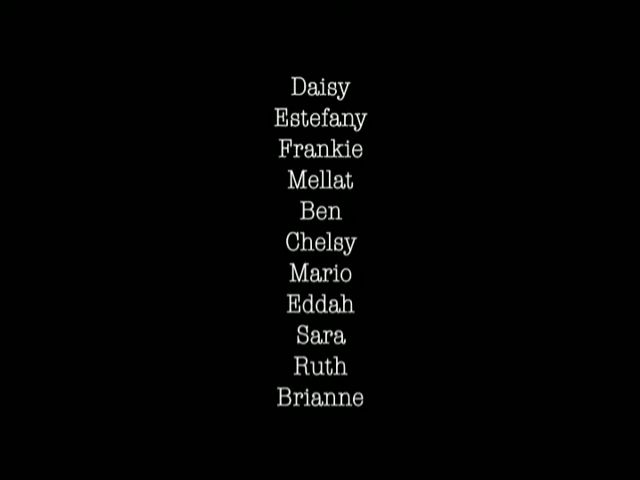 Daisy
Estefany
Frankie
Mellat
Ben
Chelsy
Mario
Eddah
Sara
Ruth
Brianne